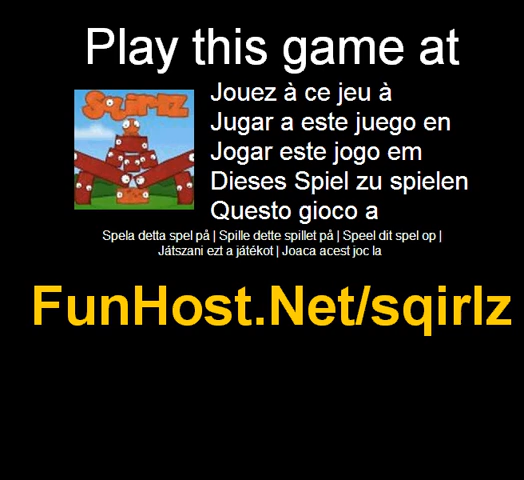 Play this game at
Sqirlz
Jouez à ce jeu à
Jugar a este juego en
Jogar este jogo em
Dieses Spiel zu spielen
Questo gioco a
Spela detta spel på | Spille dette spillet på | Speel dit spel op |
Játszani ezt a játékot | Joaca acest joc la
FunHost.Net/sqirlz